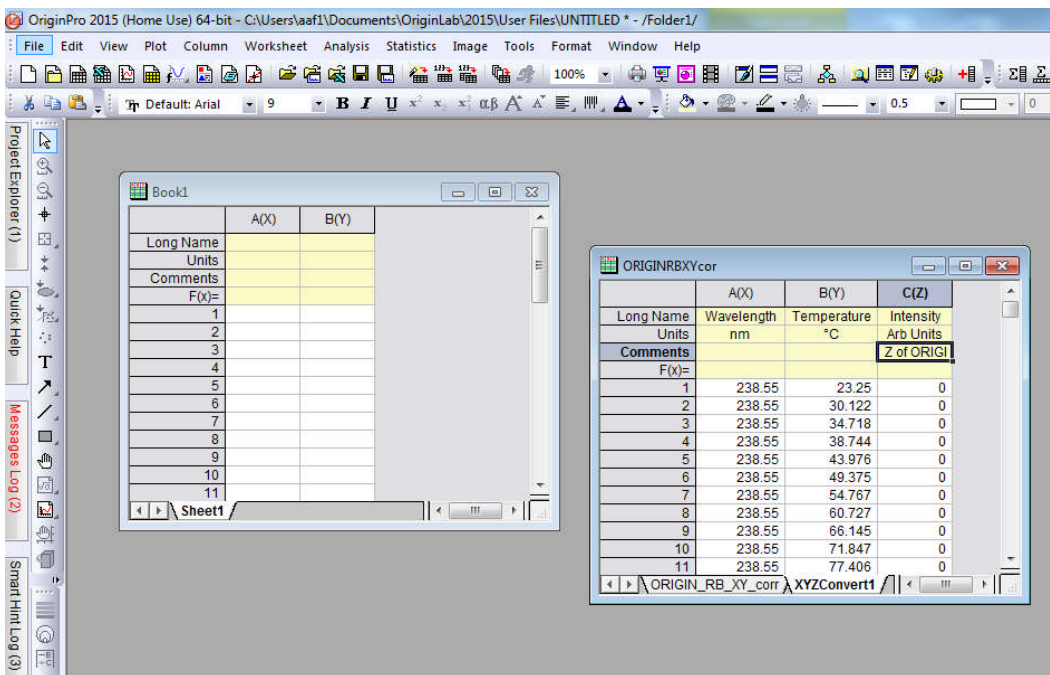 OriginPro 2015 (Home Use) 64-bit - C:\Users\aaf1\Documents\OriginLab\2015\User Files\UNTITLED * - /Folder1/
File Edit View Plot Column Worksheet Analysis Statistics Image Tools Format Window Help
100%
Default: Arial 9 B I U αβ A A 0.5 0
Project Explorer (1)
Quick Help
Messages Log (2)
Smart Hint Log (3)
T
Book1
A(X) B(Y)
Long Name
Units
Comments
F(x)=
1
2
3
4
5
6
7
8
9
10
11
Sheet1
ORIGINRBXYcor
A(X) B(Y) C(Z)
Long Name Wavelength Temperature Intensity
Units nm °C Arb Units
Comments Z of ORIGI
F(x)=
1 238.55 23.25 0
2 238.55 30.122 0
3 238.55 34.718 0
4 238.55 38.744 0
5 238.55 43.976 0
6 238.55 49.375 0
7 238.55 54.767 0
8 238.55 60.727 0
9 238.55 66.145 0
10 238.55 71.847 0
11 238.55 77.406 0
ORIGIN_RB_XY_corr XYZConvert1